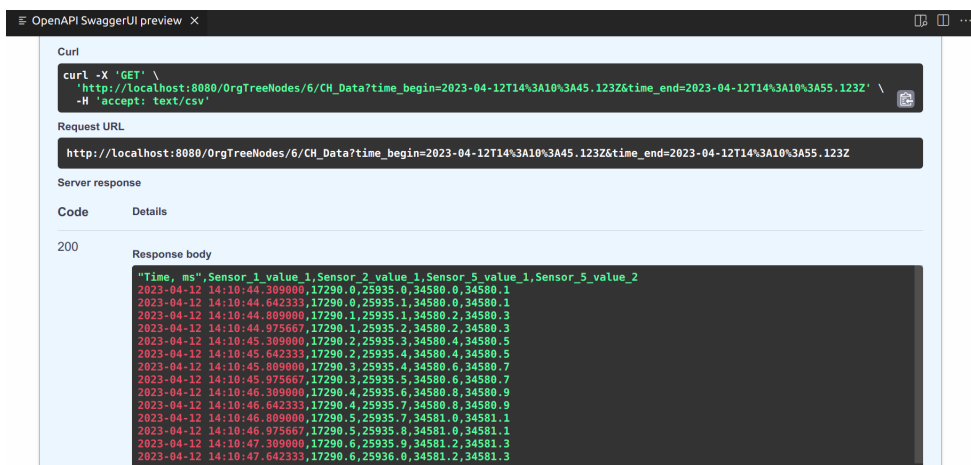 OpenAPI SwaggerUI preview
Curl
curl -X 'GET' \
'http://localhost:8080/OrgTreeNodes/6/CH_Data?time_begin=2023-04-12T14%3A10%3A45.123Z&time_end=2023-04-12T14%3A10%3A55.123Z' \
-H 'accept: text/csv'
Request URL
http://localhost:8080/OrgTreeNodes/6/CH_Data?time_begin=2023-04-12T14%3A10%3A45.123Z&time_end=2023-04-12T14%3A10%3A55.123Z
Server response
Code Details
200
Response body
"Time, ms",Sensor_1_value_1,Sensor_2_value_1,Sensor_5_value_1,Sensor_5_value_2
2023-04-12 14:10:44.309000,17290.0,25935.0,34580.0,34580.1
2023-04-12 14:10:44.642333,17290.0,25935.1,34580.0,34580.1
2023-04-12 14:10:44.809000,17290.1,25935.1,34580.2,34580.3
2023-04-12 14:10:44.975667,17290.1,25935.2,34580.2,34580.3
2023-04-12 14:10:45.309000,17290.2,25935.3,34580.4,34580.5
2023-04-12 14:10:45.642333,17290.2,25935.4,34580.4,34580.5
2023-04-12 14:10:45.809000,17290.3,25935.4,34580.6,34580.7
2023-04-12 14:10:45.975667,17290.3,25935.5,34580.6,34580.7
2023-04-12 14:10:46.309000,17290.4,25935.6,34580.8,34580.9
2023-04-12 14:10:46.642333,17290.4,25935.7,34580.8,34580.9
2023-04-12 14:10:46.809000,17290.5,25935.7,34581.0,34581.1
2023-04-12 14:10:46.975667,17290.5,25935.8,34581.0,34581.1
2023-04-12 14:10:47.309000,17290.6,25935.9,34581.2,34581.3
2023-04-12 14:10:47.642333,17290.6,25936.0,34581.2,34581.3